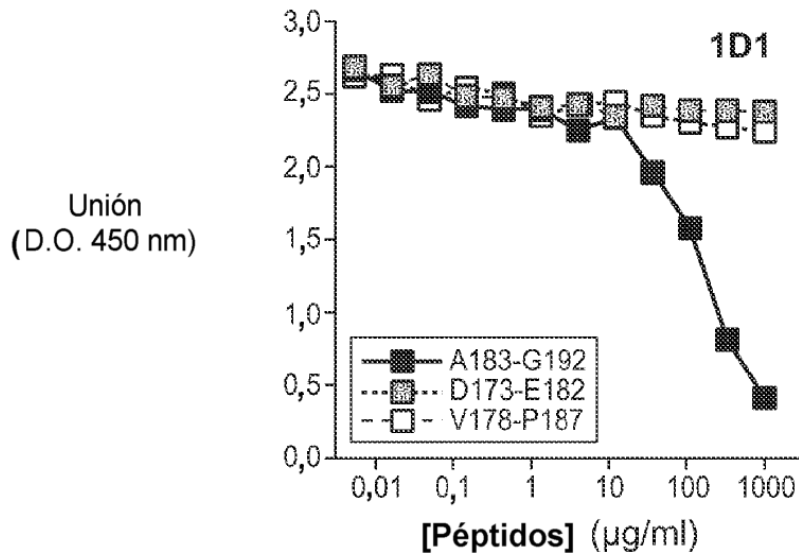 1D1
3,0
2,5
2,0
1,5
1,0
0,5
0,0
Unión
(D.O. 450 nm)
A183-G192
D173-E182
V178-P187
0,01 0,1 1 10 100 1000
[Péptidos] (µg/ml)